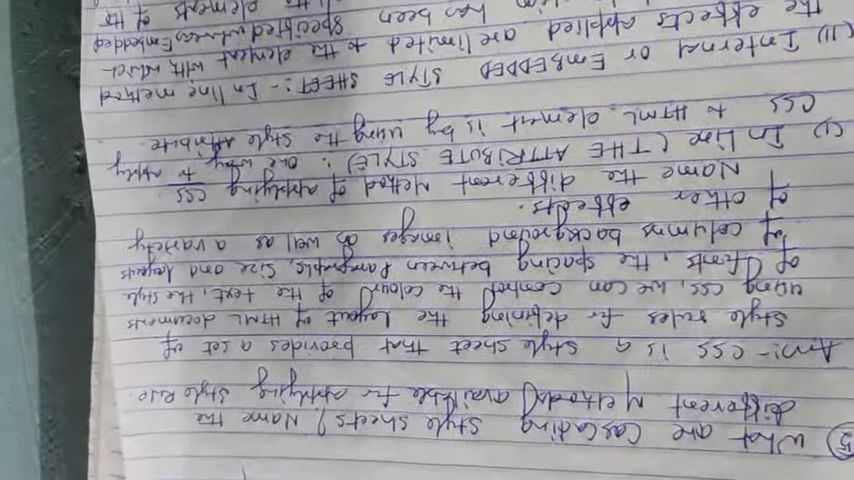 (5) What are Cascading Style Sheets? Name the
different Methods available for applying Style Rule
Ans:- CSS is a Style Sheet that provides a set of
Style rules for defining the layout of HTML documents
using CSS, we can control the colour of the text, the style
of fonts, the spacing between Paragraphs, Size and layouts
of columns background images as well as a variety
of other effects.
Name the different Method of applying CSS
(i) In line (THE ATTRIBUTE STYLE) : One way to apply
CSS to HTML element is by using the style Attribute
(ii) Internal or EMBEDDED STYLE SHEET:- In line method
the effects applied are limited to the element with which
has been specified whereas Embedded
elements of the